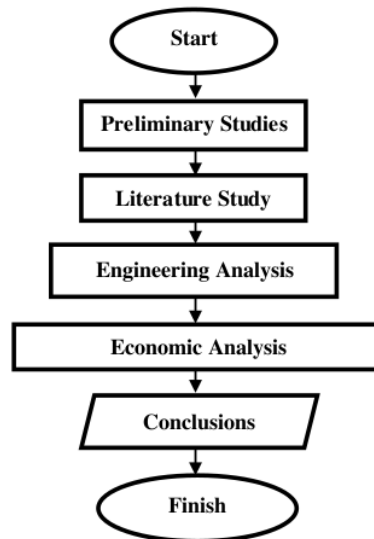 Start
Preliminary Studies
Literature Study
Engineering Analysis
Economic Analysis
Conclusions
Finish